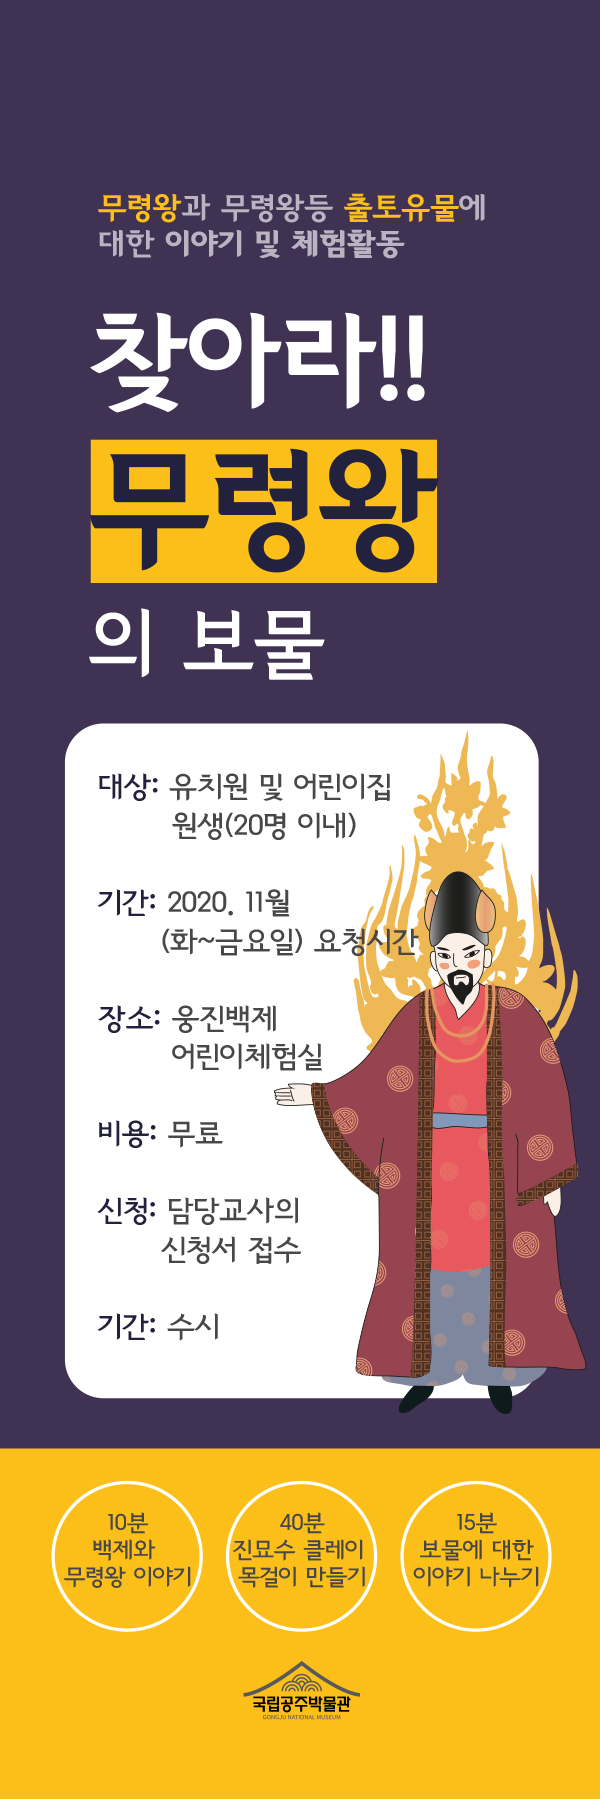 무령왕과 무령왕등 출토유물에
대한 이야기 및 체험활동
찾아라!!
무령왕
의 보물
대상: 유치원 및 어린이집
원생(20명 이내)
기간: 2020. 11월
(화~금요일) 요청시간
장소: 웅진백제
어린이체험실
비용: 무료
신청: 담당교사의
신청서 접수
기간: 수시
10분
백제와
무령왕 이야기
40분
진묘수 클레이
목걸이 만들기
15분
보물에 대한
이야기 나누기
국립공주박물관
GONGJU NATIONAL MUSEUM